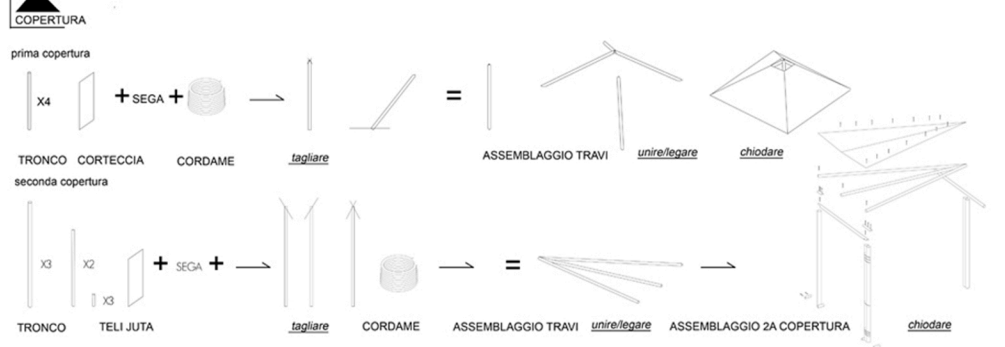 COPERTURA
prima copertura
X4
+ SEGA +
=
TRONCO CORTECCIA CORDAME tagliare ASSEMBLAGGIO TRAVI unire/legare chiodare
seconda copertura
X3 X2 X3 + SEGA +
=
TRONCO TELI JUTA tagliare CORDAME ASSEMBLAGGIO TRAVI unire/legare ASSEMBLAGGIO 2A COPERTURA chiodare